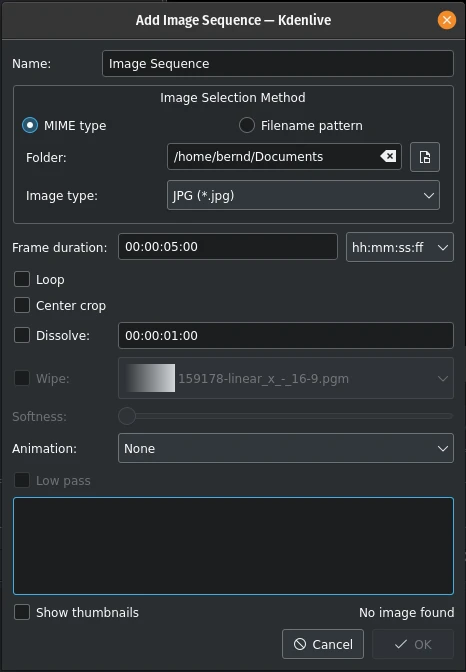 Add Image Sequence — Kdenlive
Name: Image Sequence
Image Selection Method
MIME type Filename pattern
Folder: /home/bernd/Documents
Image type: JPG (*.jpg)
Frame duration: 00:00:05:00 hh:mm:ss:ff
Loop
Center crop
Dissolve: 00:00:01:00
Wipe: 159178-linear_x_-_16-9.pgm
Softness:
Animation: None
Low pass
Show thumbnails No image found
Cancel OK